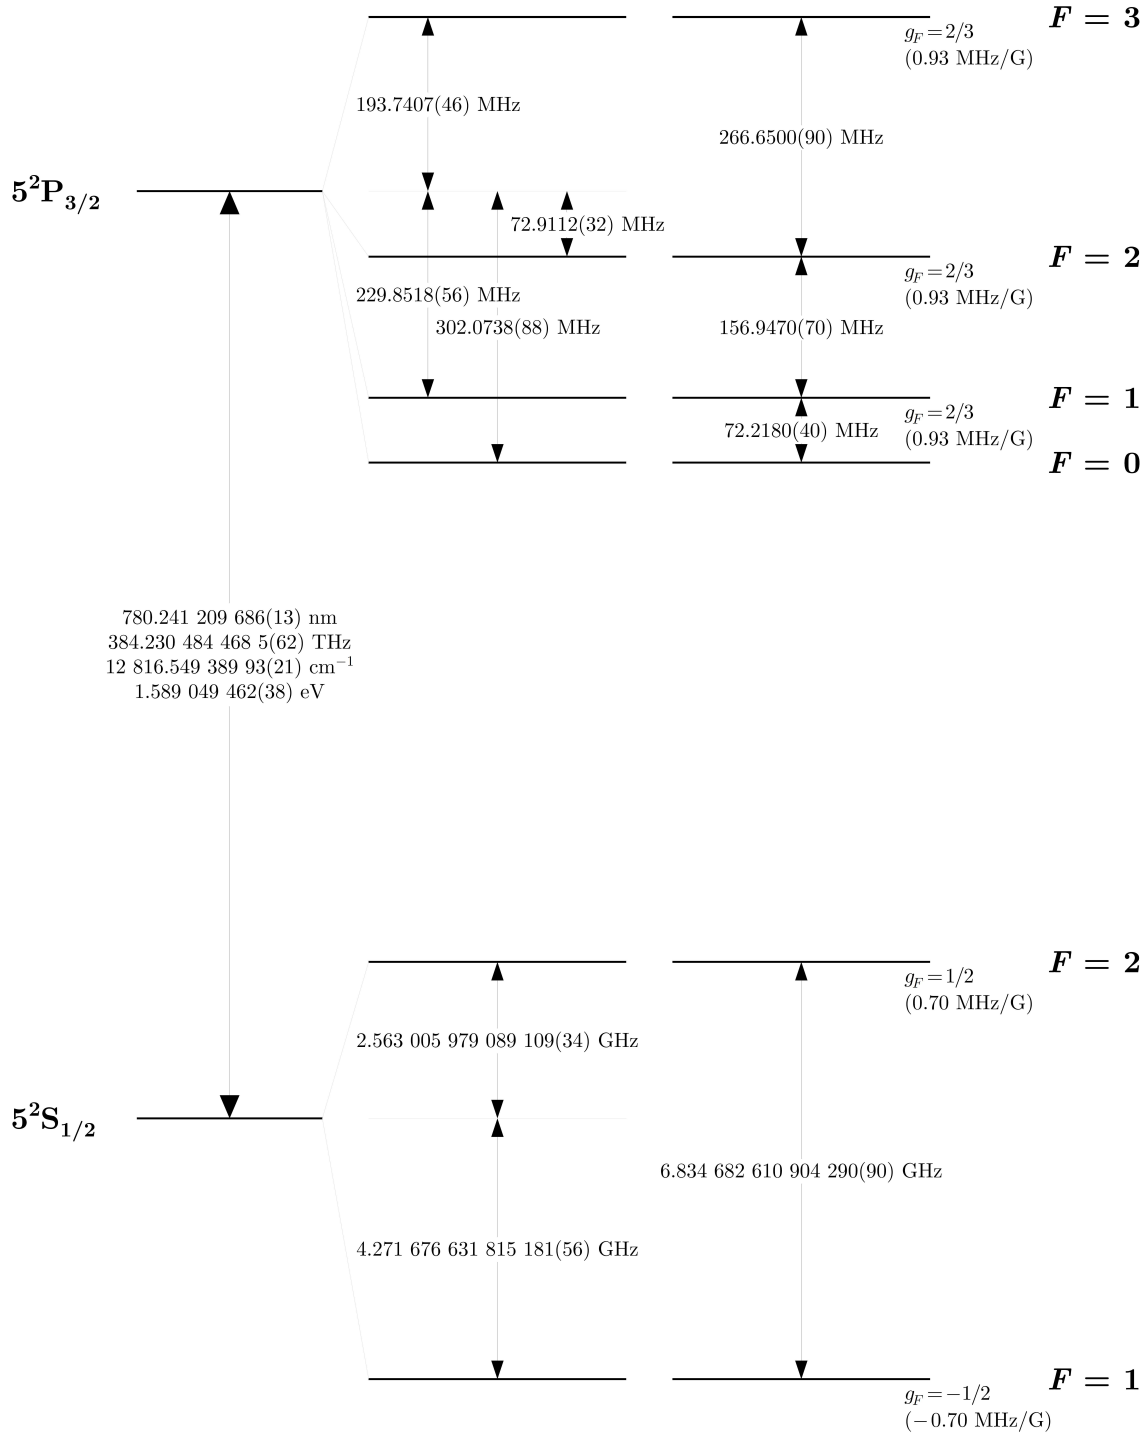 F = 3
g_F = 2/3
(0.93 MHz/G)
193.7407(46) MHz
266.6500(90) MHz
5²P₃/₂
72.9112(32) MHz
F = 2
g_F = 2/3
(0.93 MHz/G)
229.8518(56) MHz
302.0738(88) MHz
156.9470(70) MHz
F = 1
g_F = 2/3
(0.93 MHz/G)
72.2180(40) MHz
F = 0
780.241 209 686(13) nm
384.230 484 468 5(62) THz
12 816.549 389 93(21) cm⁻¹
1.589 049 462(38) eV
F = 2
g_F = 1/2
(0.70 MHz/G)
2.563 005 979 089 109(34) GHz
5²S₁/₂
6.834 682 610 904 290(90) GHz
4.271 676 631 815 181(56) GHz
F = 1
g_F = −1/2
(−0.70 MHz/G)